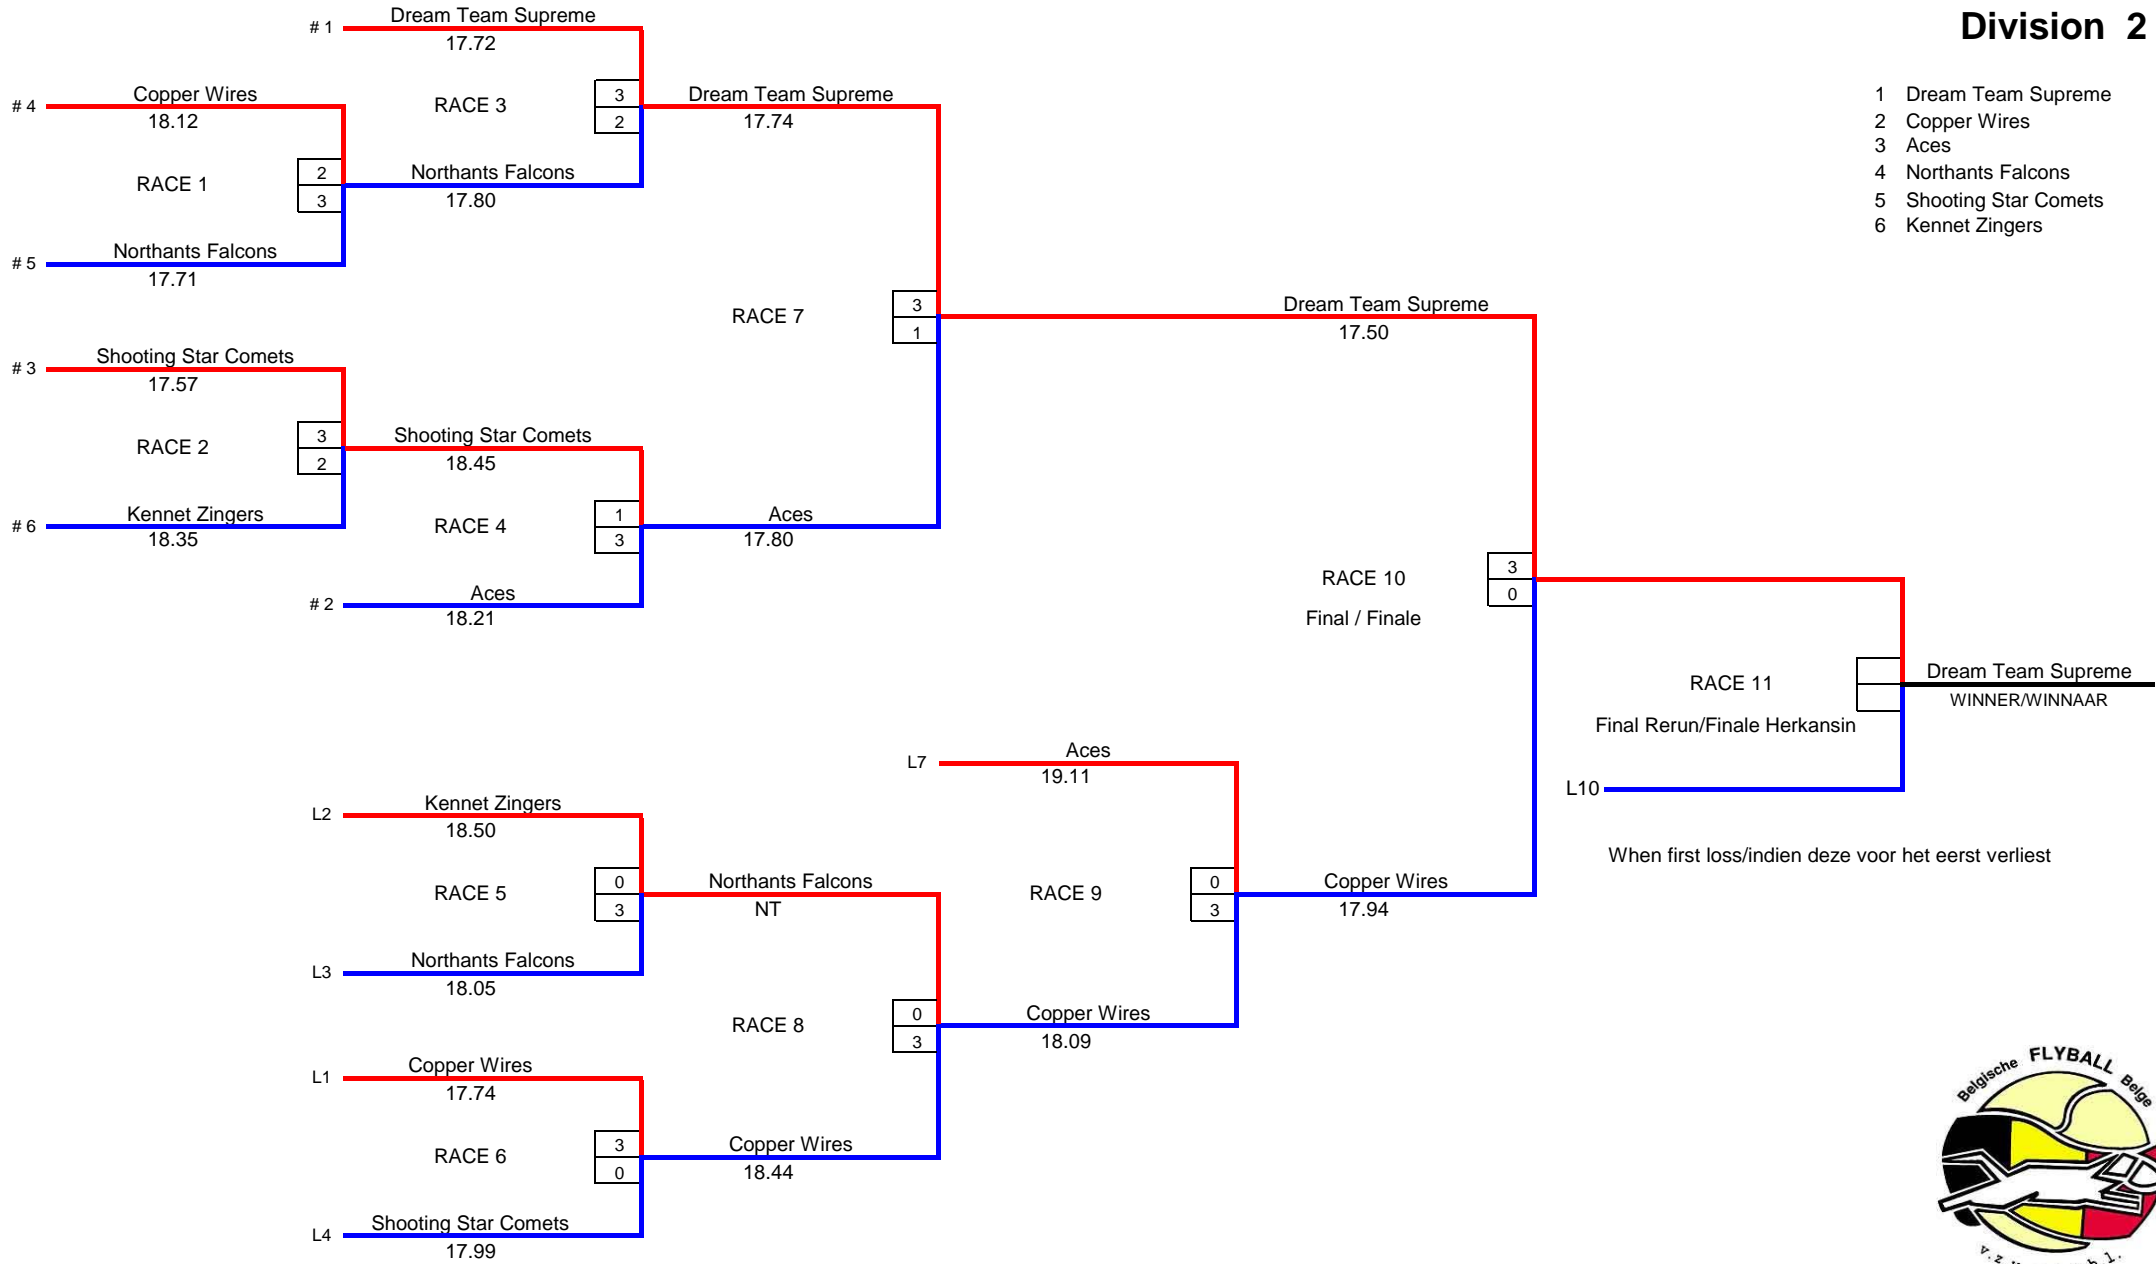 Division 2
1 Dream Team Supreme
2 Copper Wires
3 Aces
4 Northants Falcons
5 Shooting Star Comets
6 Kennet Zingers
# 1 Dream Team Supreme
17.72
# 4 Copper Wires
18.12
RACE 3
3
2
Dream Team Supreme
17.74
RACE 1
2
3
Northants Falcons
17.80
# 5 Northants Falcons
17.71
RACE 7
3
1
Dream Team Supreme
17.50
# 3 Shooting Star Comets
17.57
RACE 2
3
2
Shooting Star Comets
18.45
# 6 Kennet Zingers
18.35
RACE 4
1
3
Aces
17.80
# 2 Aces
18.21
RACE 10
Final / Finale
3
0
RACE 11
Final Rerun/Finale Herkansin
Dream Team Supreme
WINNER/WINNAAR
L10
When first loss/indien deze voor het eerst verliest
L7 Aces
19.11
L2 Kennet Zingers
18.50
RACE 5
0
3
Northants Falcons
NT
RACE 9
0
3
Copper Wires
17.94
L3 Northants Falcons
18.05
RACE 8
0
3
Copper Wires
18.09
L1 Copper Wires
17.74
RACE 6
3
0
Copper Wires
18.44
L4 Shooting Star Comets
17.99
Belgische FLYBALL Belge